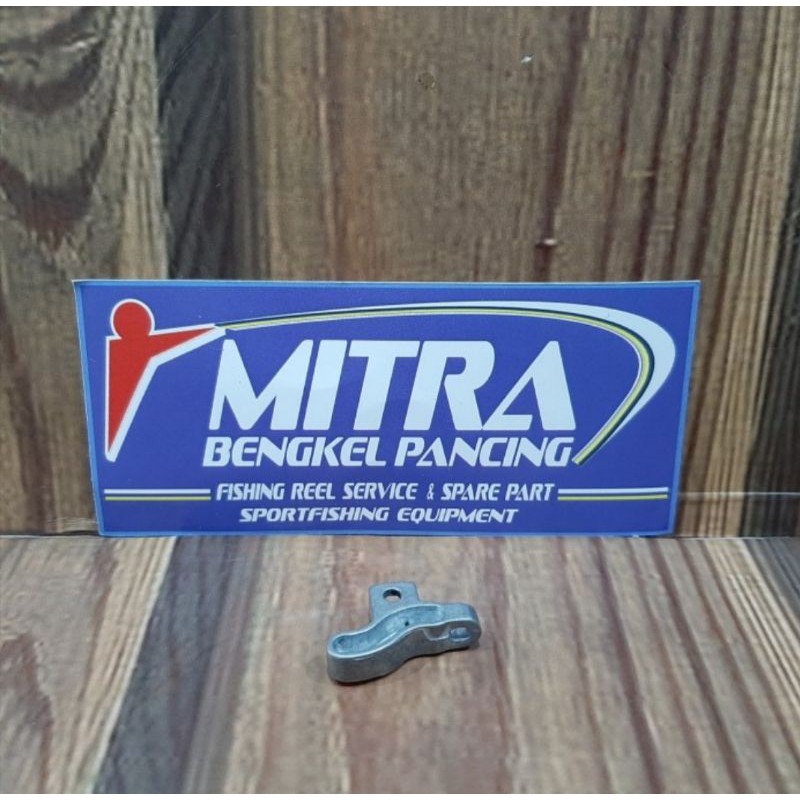 MITRA
BENGKEL PANCING
FISHING REEL SERVICE & SPARE PART
SPORTFISHING EQUIPMENT